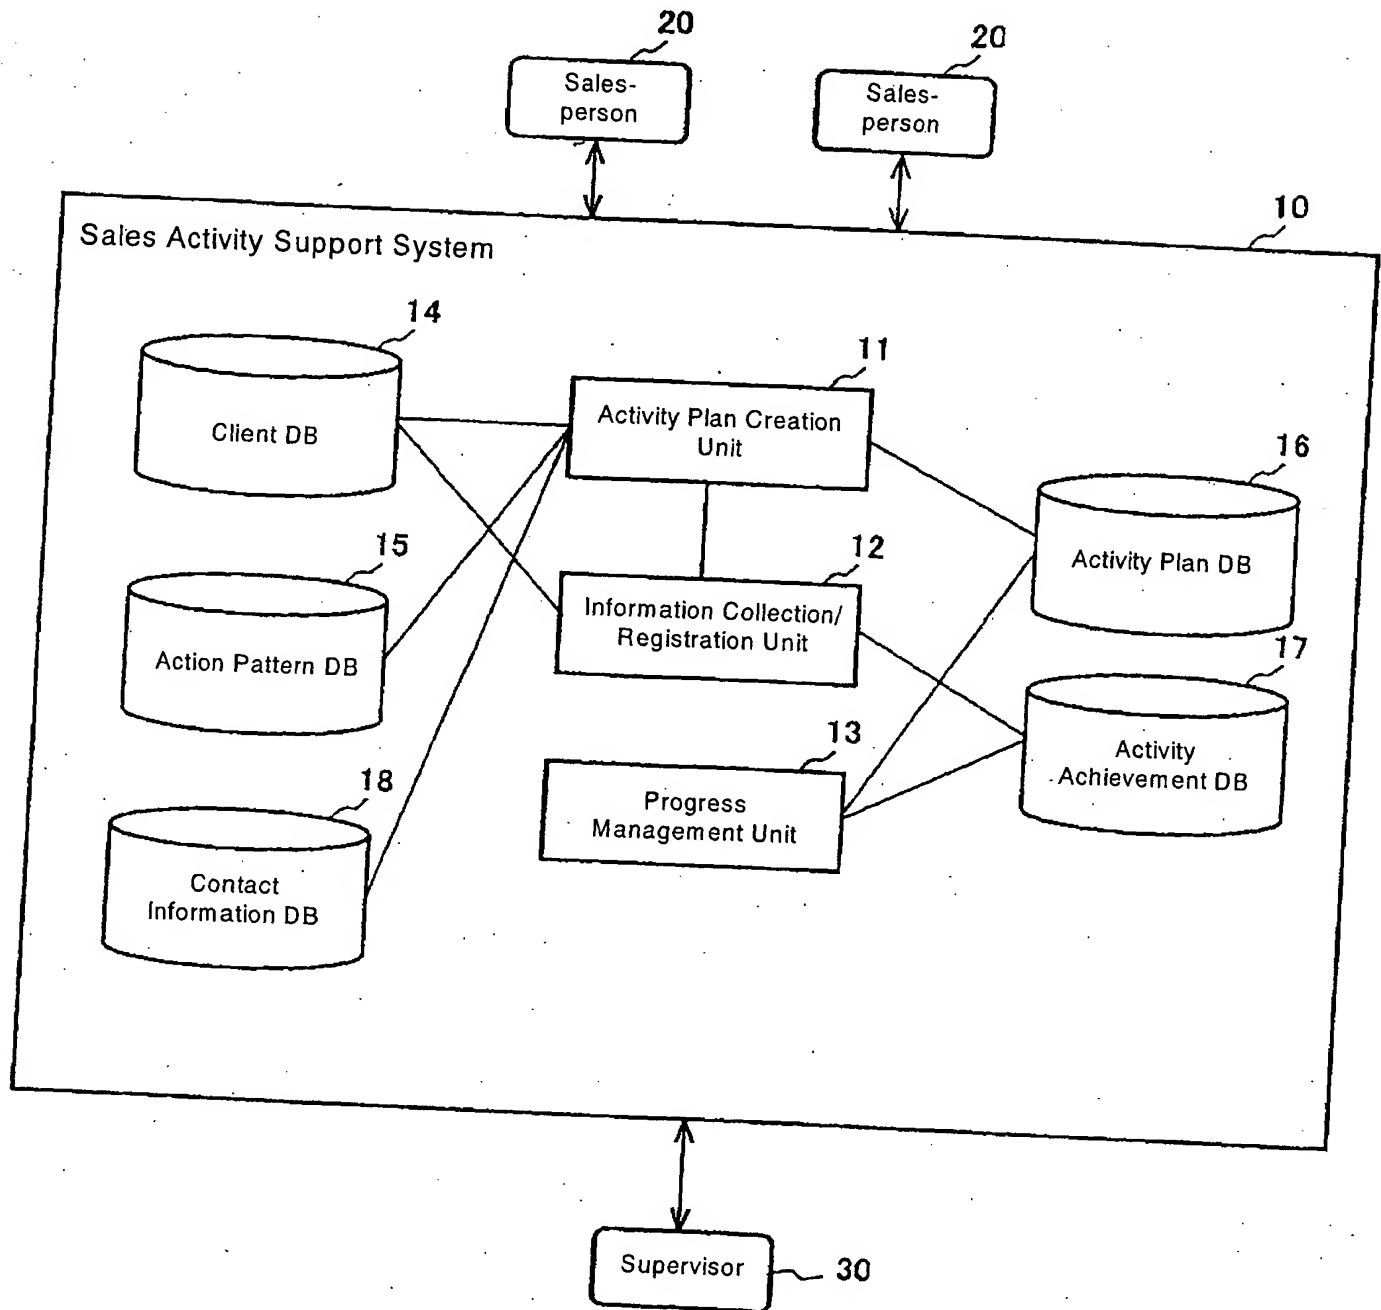 20
20
Sales-
person
Sales-
person
10
Sales Activity Support System
14
11
Client DB
Activity Plan Creation
Unit
16
15
12
Activity Plan DB
Action Pattern DB
Information Collection/
Registration Unit
17
18
13
Activity
Achievement DB
Contact
Information DB
Progress
Management Unit
Supervisor
30